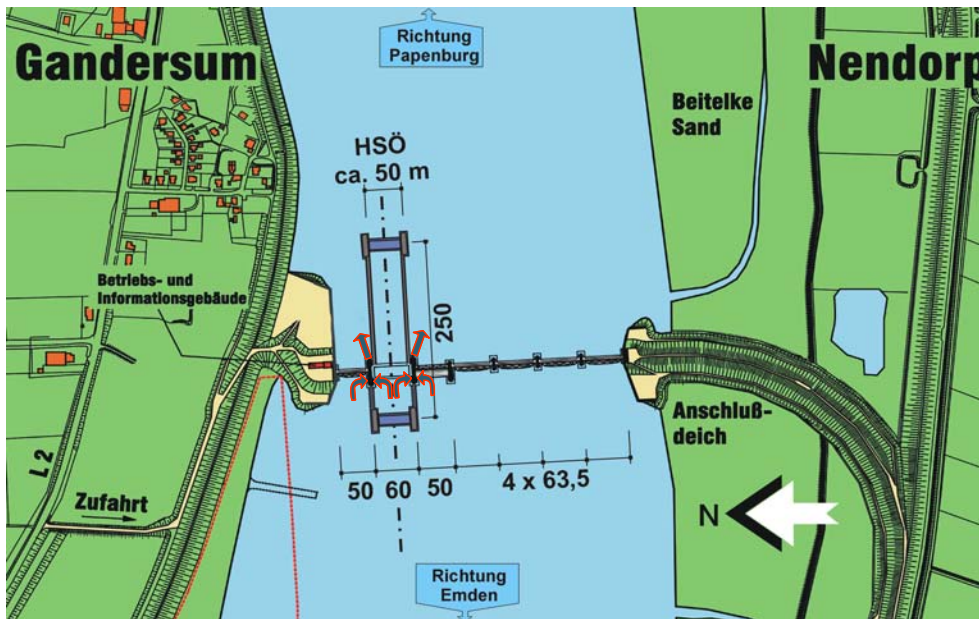 Gandersum
Richtung
Papenburg
Nendorp
Beitelke
Sand
HSÖ
ca. 50 m
Betriebs- und
Informationsgebäude
250
Anschluß-
deich
L 2
Zufahrt
50 60 50 4 x 63,5
N
Richtung
Emden